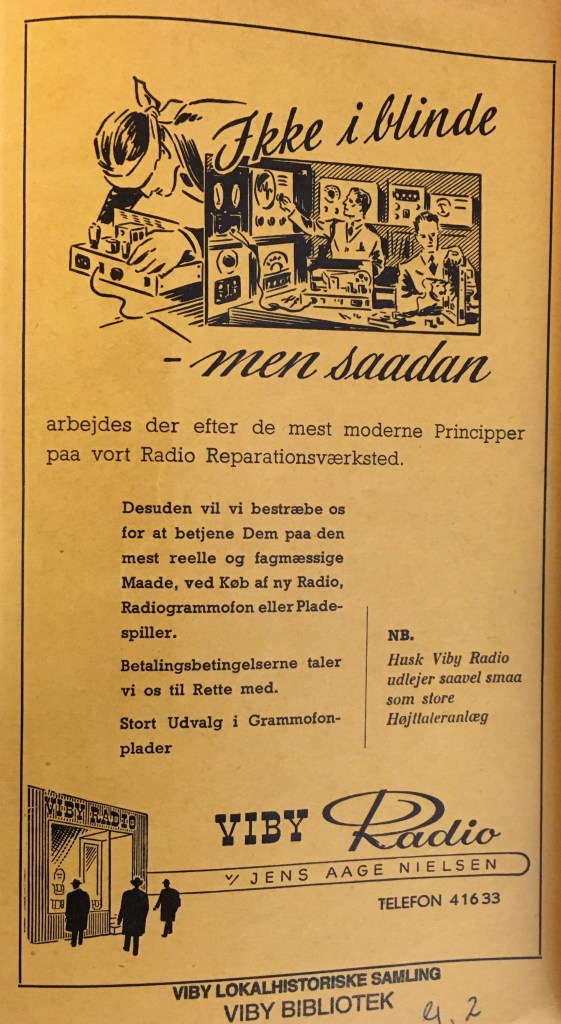 Ikke i blinde
- men saadan
arbejdes der efter de mest moderne Principper
paa vort Radio Reparationsværksted.
Desuden vil vi bestræbe os
for at betjene Dem paa den
mest reelle og fagmæssige
Maade, ved Køb af ny Radio,
Radiogrammofon eller Plade-
spiller.
Betalingsbetingelserne taler
vi os til Rette med.
Stort Udvalg i Grammofon-
plader
NB.
Husk Viby Radio
udlejer saavel smaa
som store
Højttaleranlæg
VIBY RADIO
VIBY Radio
v/ JENS AAGE NIELSEN
TELEFON 41633
VIBY LOKALHISTORISKE SAMLING
VIBY BIBLIOTEK
2